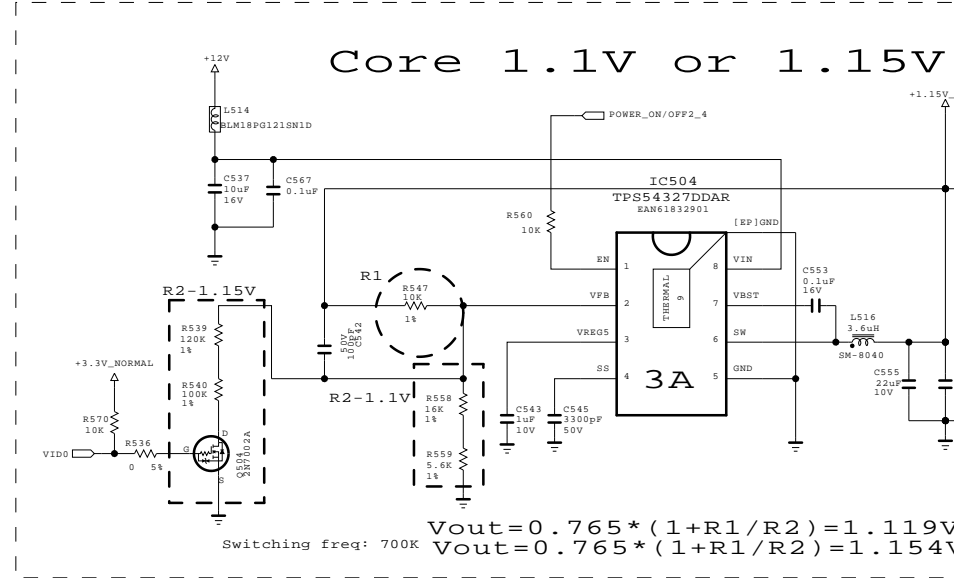 Core 1.1V or 1.15V
+12V
L514
BLM18PG121SN1D
C537
10uF
16V
C567
0.1uF
POWER_ON/OFF2_4
+1.15V_
R560
10K
IC504
TPS54327DDAR
EAN61832901
[EP]GND
EN
1
8
VIN
VFB
2
7
VBST
VREG5
3
6
SW
SS
4
5
GND
THERMAL
9
3A
C553
0.1uF
16V
L516
3.6uH
SM-8040
C555
22uF
10V
R1
R547
10K
1%
50V
100pF
C542
R2-1.15V
R539
120K
1%
R540
100K
1%
+3.3V_NORMAL
R570
10K
VID0
R536
0 5%
G
D
S
Q504
2N7002A
R2-1.1V
R558
16K
1%
R559
5.6K
1%
C543
1uF
10V
C545
3300pF
50V
Vout=0.765*(1+R1/R2)=1.119V
Switching freq: 700K
Vout=0.765*(1+R1/R2)=1.154V